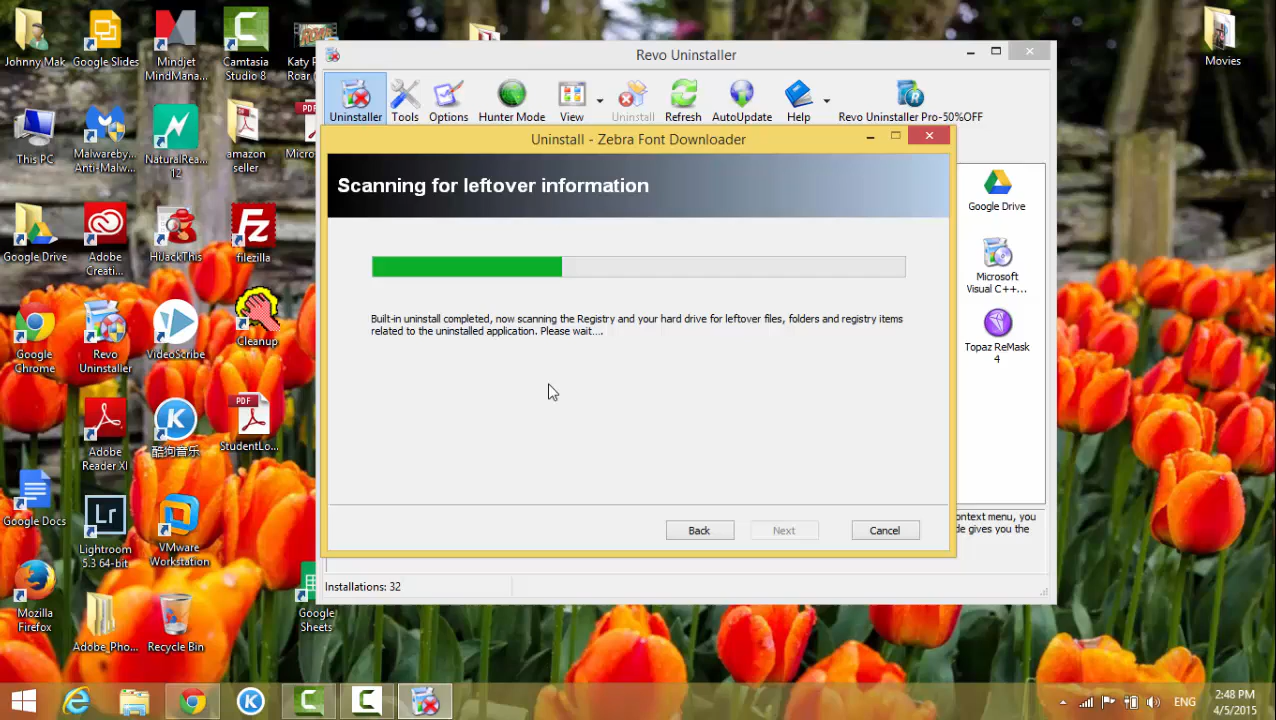 Johnny Mak
Google Slides
Mindjet
MindMana...
Camtasia
Studio 8
Katy P
Roar (
Movies
This PC
Malwareby...
Anti-Malw...
NaturalRea...
12
amazon
seller
PDF
Micros
Google Drive
Adobe
Creati...
HiJackThis
Fz
filezilla
Google
Chrome
Revo
Uninstaller
VideoScribe
Cleanup
Adobe
Reader XI
K
酷狗音乐
PDF
StudentLo...
Google Docs
Lr
Lightroom
5.3 64-bit
VMware
Workstation
Mozilla
Firefox
Adobe_Pho...
Recycle Bin
Google
Sheets
Revo Uninstaller
Uninstaller
Tools
Options
Hunter Mode
View
Uninstall
Refresh
AutoUpdate
Help
Revo Uninstaller Pro-50%OFF
Uninstall - Zebra Font Downloader
Scanning for leftover information
Built-in uninstall completed, now scanning the Registry and your hard drive for leftover files, folders and registry items
related to the uninstalled application. Please wait....
Back
Next
Cancel
Google Drive
Microsoft
Visual C++...
Topaz ReMask
4
ontext menu, you
de gives you the
Installations: 32
K
ENG
2:48 PM
4/5/2015